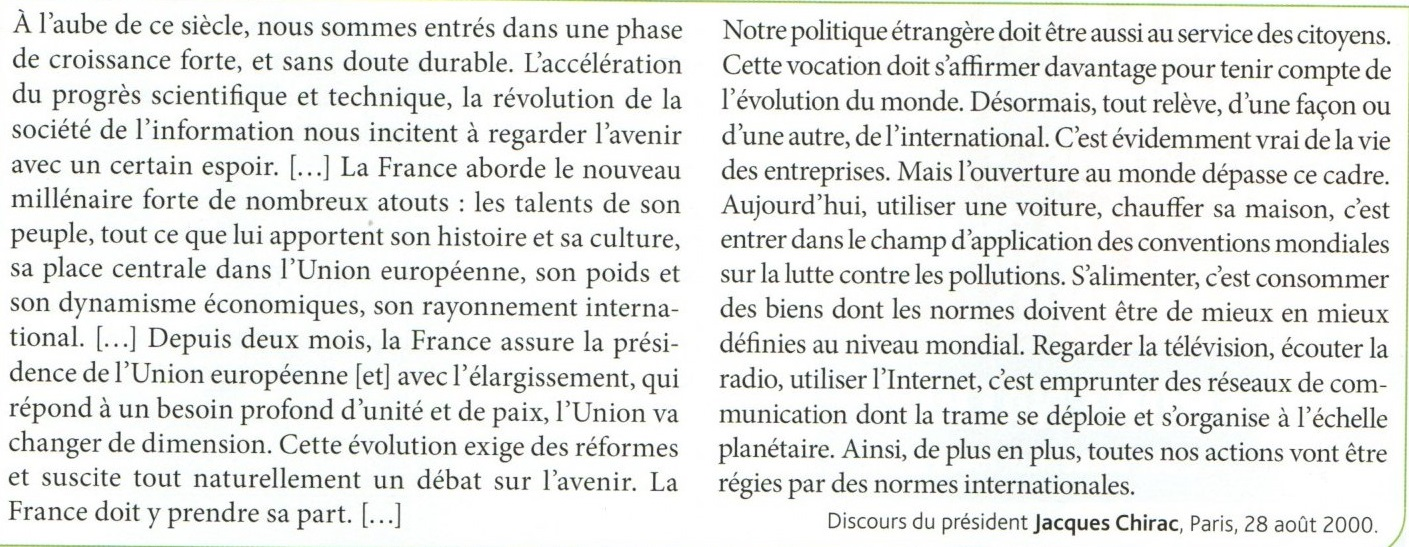 À l'aube de ce siècle, nous sommes entrés dans une phase
de croissance forte, et sans doute durable. L'accélération
du progrès scientifique et technique, la révolution de la
société de l'information nous incitent à regarder l'avenir
avec un certain espoir. [...] La France aborde le nouveau
millénaire forte de nombreux atouts : les talents de son
peuple, tout ce que lui apportent son histoire et sa culture,
sa place centrale dans l'Union européenne, son poids et
son dynamisme économiques, son rayonnement interna-
tional. [...] Depuis deux mois, la France assure la prési-
dence de l'Union européenne [et] avec l'élargissement, qui
répond à un besoin profond d'unité et de paix, l'Union va
changer de dimension. Cette évolution exige des réformes
et suscite tout naturellement un débat sur l'avenir. La
France doit y prendre sa part. [...]
Notre politique étrangère doit être aussi au service des citoyens.
Cette vocation doit s'affirmer davantage pour tenir compte de
l'évolution du monde. Désormais, tout relève, d'une façon ou
d'une autre, de l'international. C'est évidemment vrai de la vie
des entreprises. Mais l'ouverture au monde dépasse ce cadre.
Aujourd'hui, utiliser une voiture, chauffer sa maison, c'est
entrer dans le champ d'application des conventions mondiales
sur la lutte contre les pollutions. S'alimenter, c'est consommer
des biens dont les normes doivent être de mieux en mieux
définies au niveau mondial. Regarder la télévision, écouter la
radio, utiliser l'Internet, c'est emprunter des réseaux de com-
munication dont la trame se déploie et s'organise à l'échelle
planétaire. Ainsi, de plus en plus, toutes nos actions vont être
régies par des normes internationales.
Discours du président Jacques Chirac, Paris, 28 août 2000.